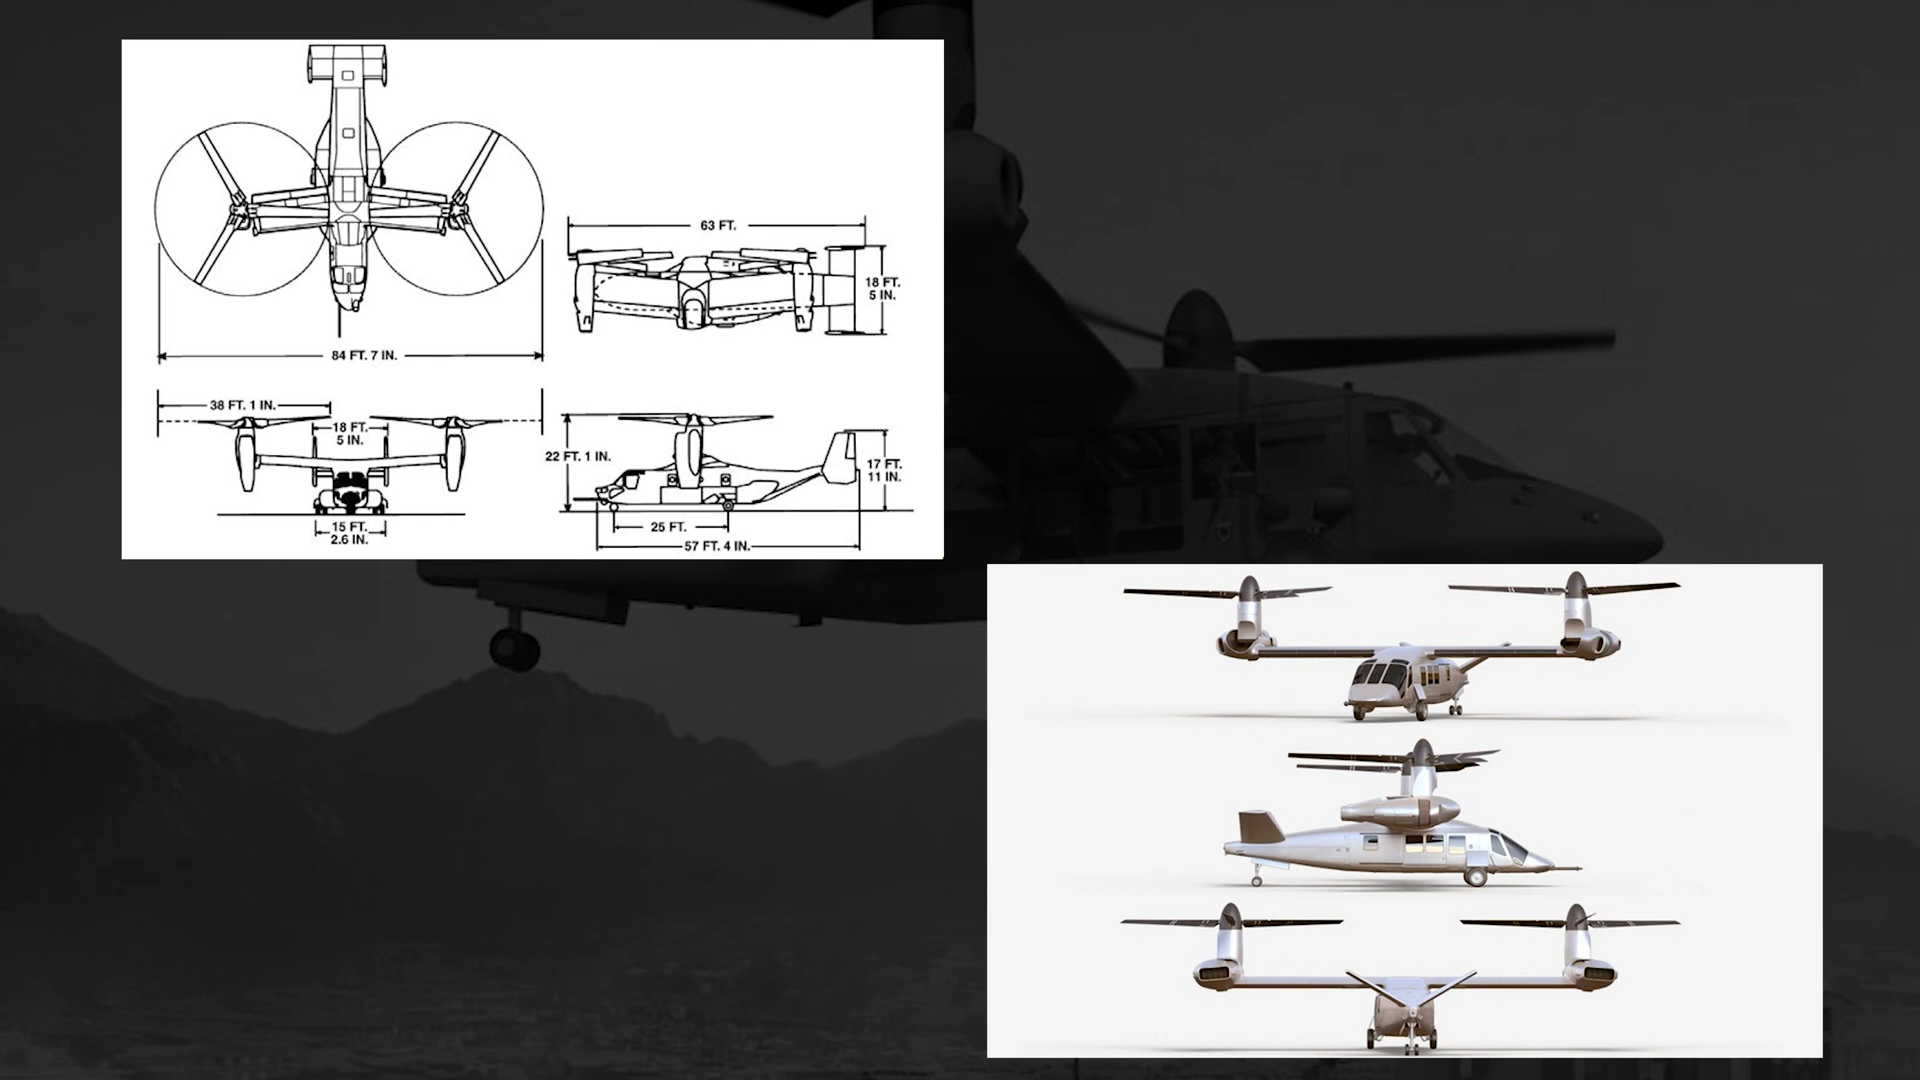 63 FT.
18 FT.
5 IN.
84 FT. 7 IN.
38 FT. 1 IN.
18 FT.
5 IN.
22 FT. 1 IN.
17 FT.
11 IN.
15 FT.
2.6 IN.
25 FT.
57 FT. 4 IN.